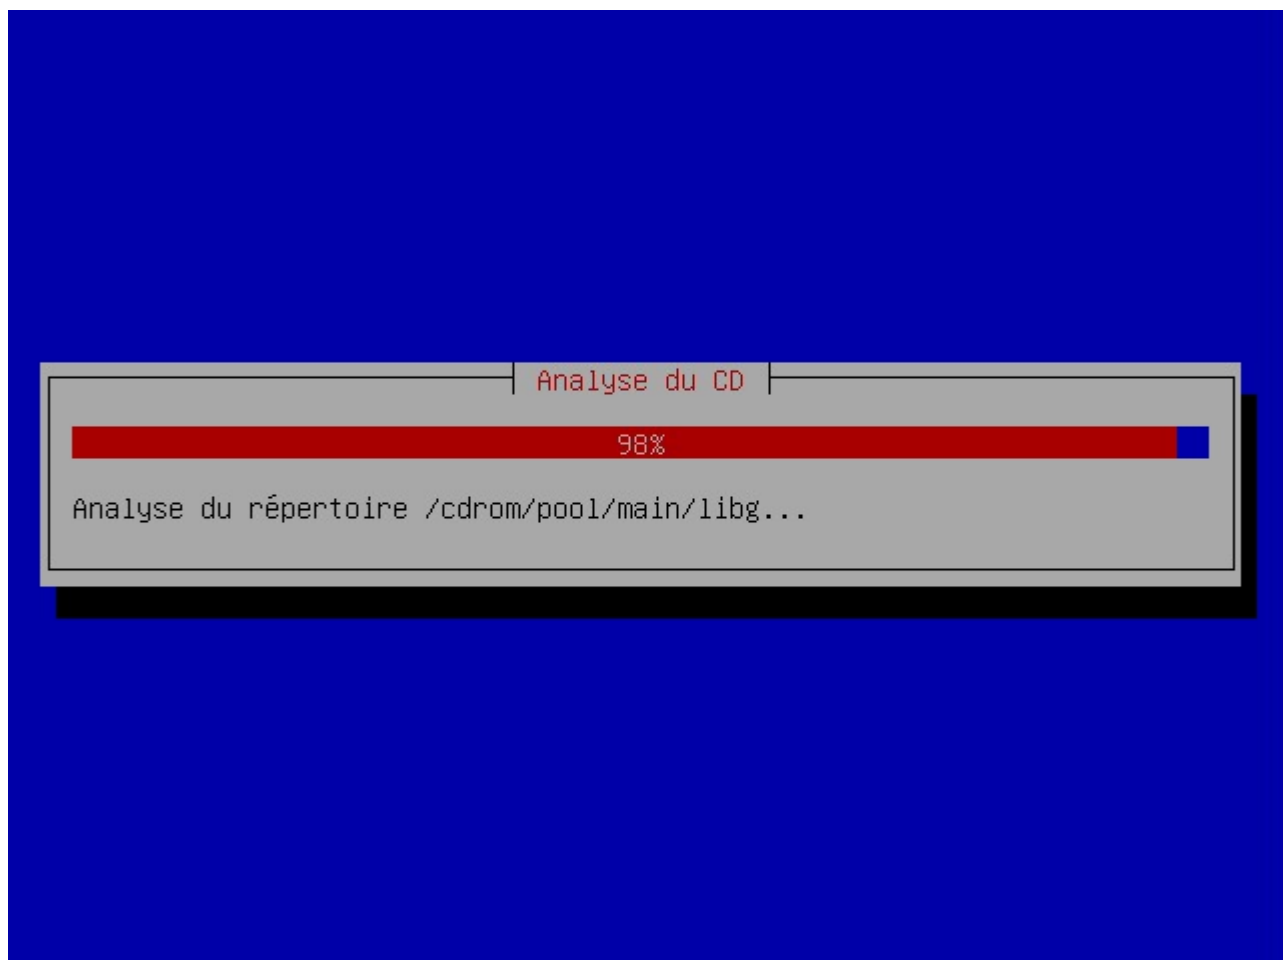 Analyse du CD
98%
Analyse du répertoire /cdrom/pool/main/libg...